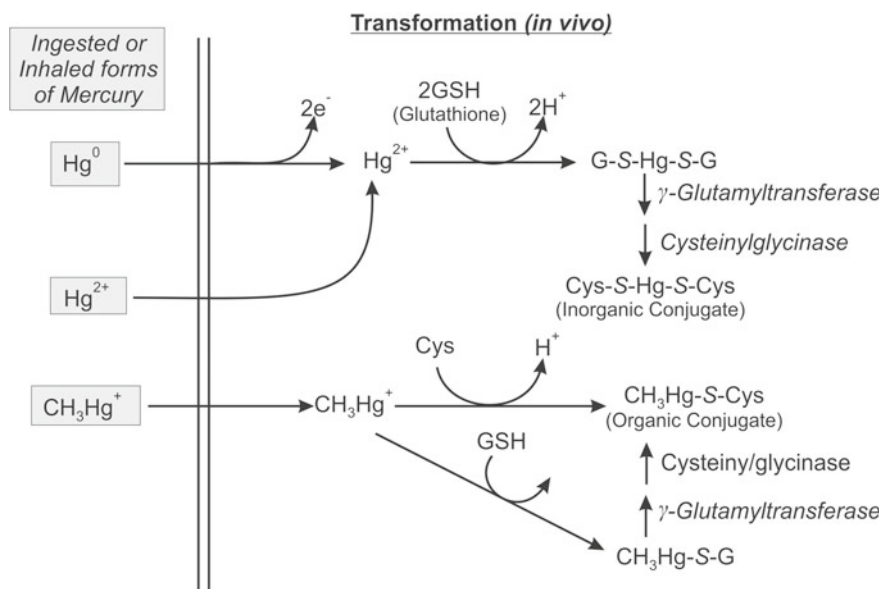 Transformation (in vivo)
Ingested or
Inhaled forms
of Mercury
Hg⁰
2e⁻
Hg²⁺
2GSH
(Glutathione)
2H⁺
G-S-Hg-S-G
γ-Glutamyltransferase
Cysteinylglycinase
Hg²⁺
Cys-S-Hg-S-Cys
(Inorganic Conjugate)
Cys
H⁺
CH₃Hg⁺
CH₃Hg⁺
CH₃Hg-S-Cys
(Organic Conjugate)
GSH
Cysteiny/glycinase
γ-Glutamyltransferase
CH₃Hg-S-G